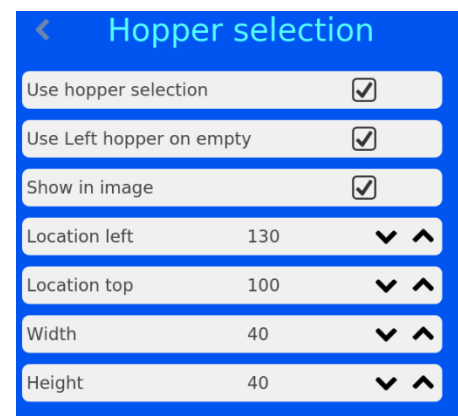 Hopper selection
Use hopper selection
Use Left hopper on empty
Show in image
Location left 130
Location top 100
Width 40
Height 40